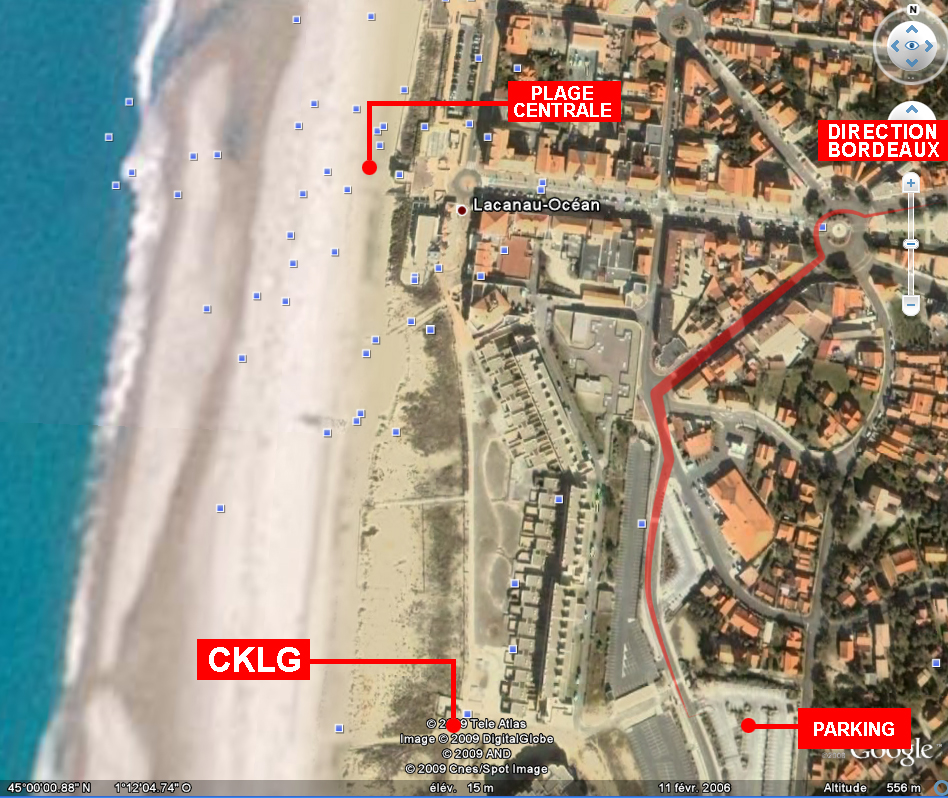 N
PLAGE
CENTRALE
DIRECTION
BORDEAUX
Lacanau-Océan
CKLG
PARKING
© 2009 Tele Atlas
Image © 2009 DigitalGlobe
© 2009 AND
© 2009 Cnes/Spot Image
Google
45°00'00.88" N 1°12'04.74" O élév. 15 m 11 févr. 2006 Altitude 556 m